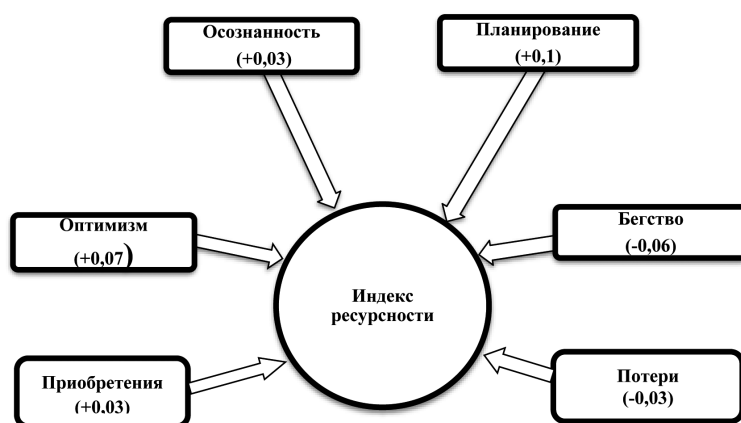 Осознанность
(+0,03)
Планирование
(+0,1)
Оптимизм
(+0,07)
Бегство
(-0,06)
Индекс
ресурсности
Приобретения
(+0,03)
Потери
(-0,03)